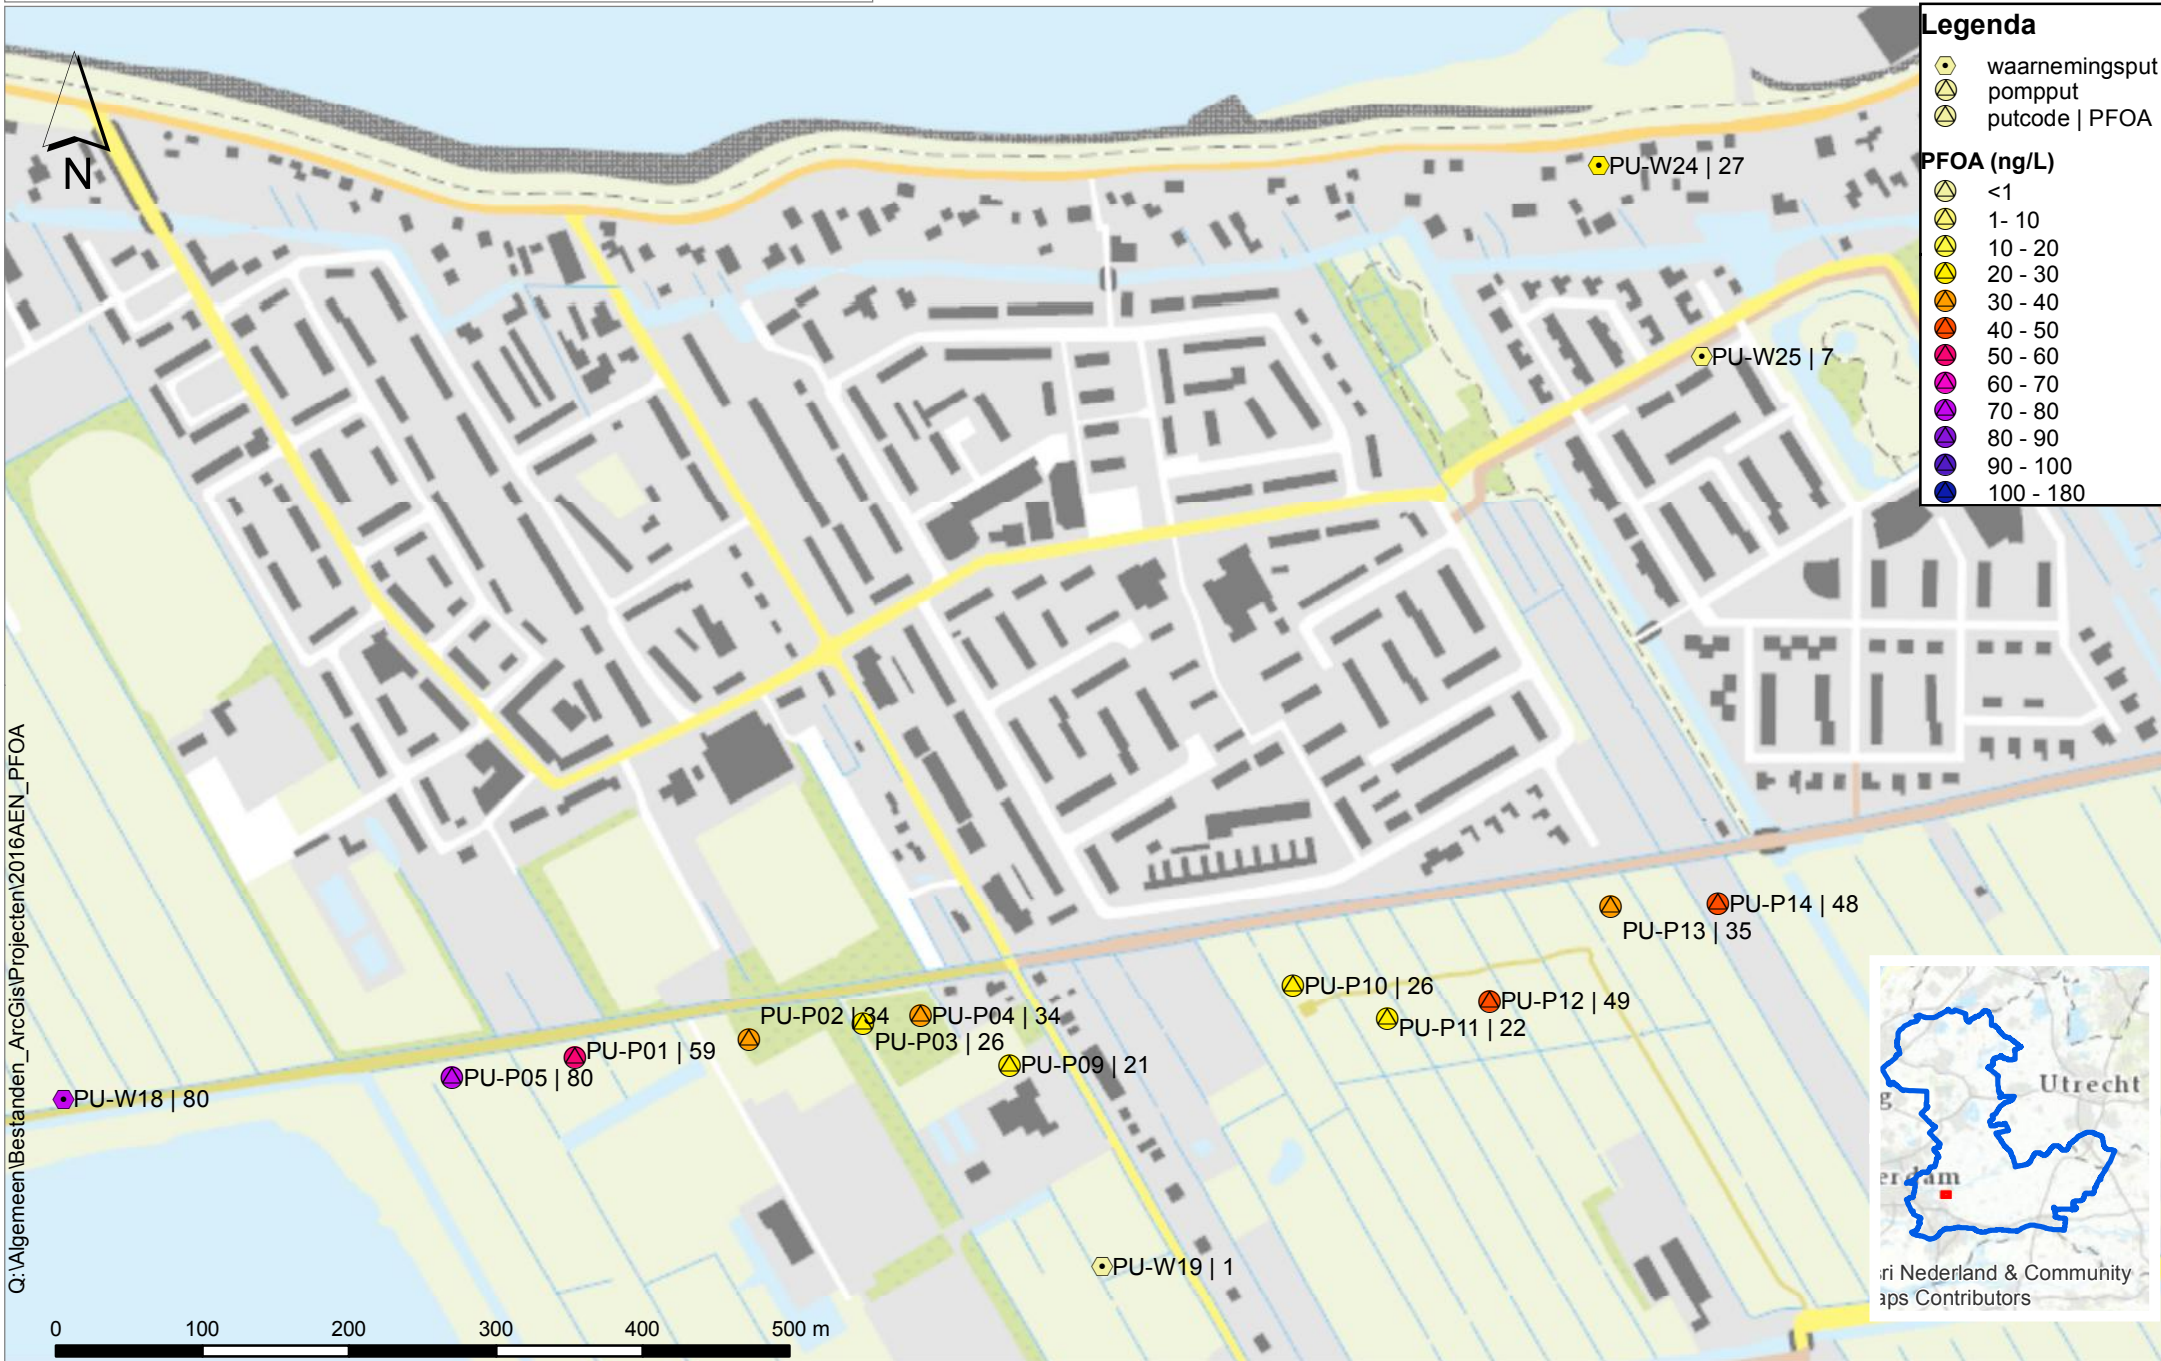 Legenda
waarnemingsput
pompput
putcode | PFOA
PFOA (ng/L)
<1
1- 10
10 - 20
20 - 30
30 - 40
40 - 50
50 - 60
60 - 70
70 - 80
80 - 90
90 - 100
100 - 180
N
PU-W24 | 27
PU-W25 | 7
PU-P14 | 48
PU-P13 | 35
PU-P10 | 26
PU-P12 | 49
PU-P11 | 22
PU-P02 | 34
PU-P04 | 34
PU-P03 | 26
PU-P01 | 59
PU-P09 | 21
PU-P05 | 80
PU-W18 | 80
PU-W19 | 1
Q:\Algemeen\Bestanden_ArcGis\Projecten\2016AEN_PFOA
0 100 200 300 400 500 m
Utrecht
g
erdam
ri Nederland & Community
aps Contributors